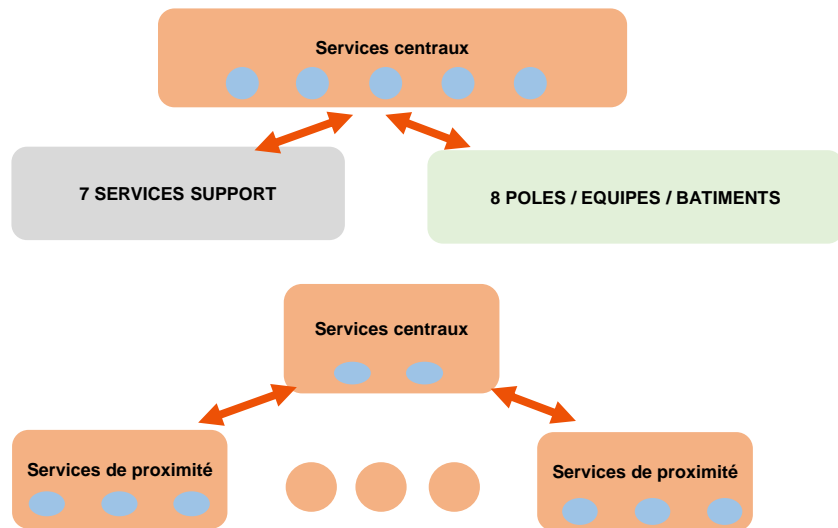 Services centraux
7 SERVICES SUPPORT
8 POLES / EQUIPES / BATIMENTS
Services centraux
Services de proximité
Services de proximité